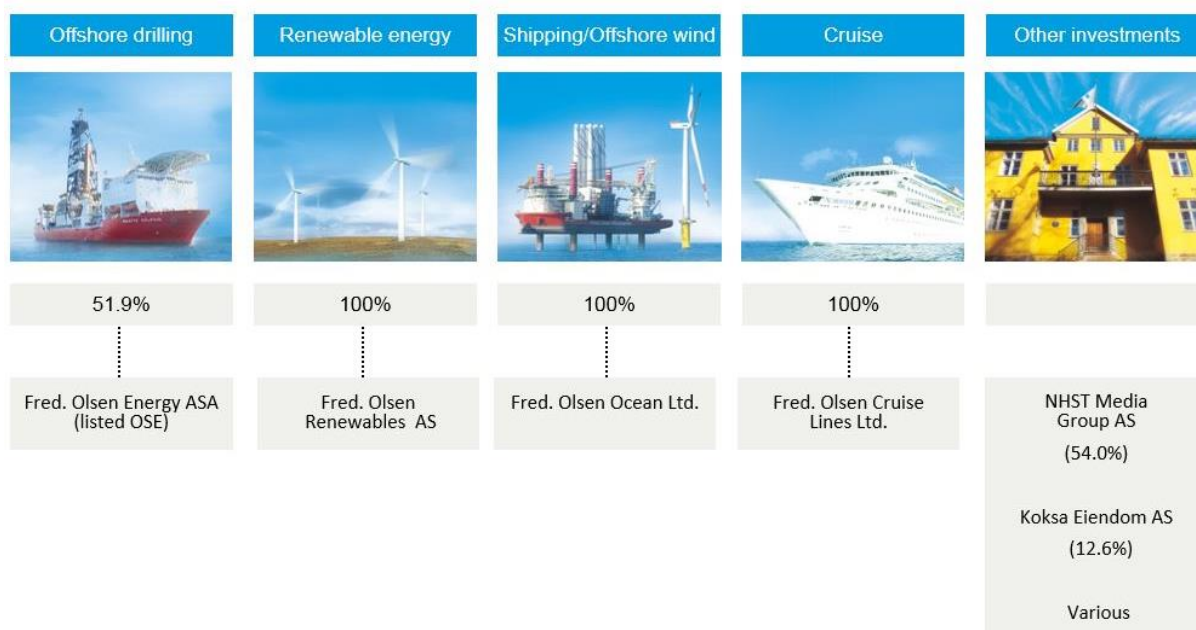 Offshore drilling
Renewable energy
Shipping/Offshore wind
Cruise
Other investments
51.9%
100%
100%
100%
Fred. Olsen Energy ASA
(listed OSE)
Fred. Olsen
Renewables AS
Fred. Olsen Ocean Ltd.
Fred. Olsen Cruise
Lines Ltd.
NHST Media
Group AS
(54.0%)
Koksa Eiendom AS
(12.6%)
Various